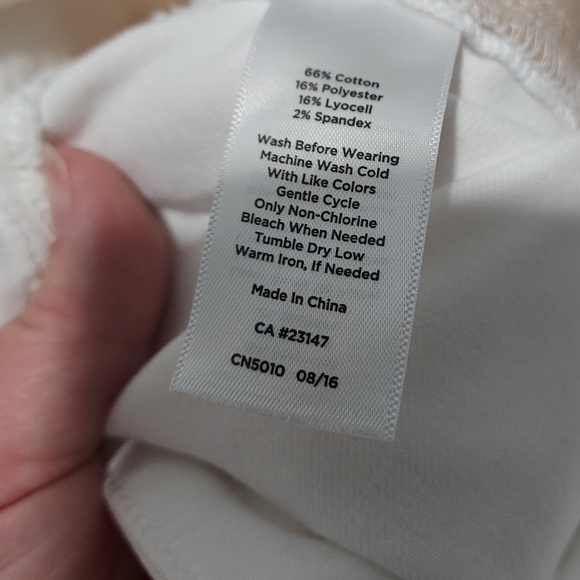 66% Cotton
16% Polyester
16% Lyocell
2% Spandex
Wash Before Wearing
Machine Wash Cold
With Like Colors
Gentle Cycle
Only Non-Chlorine
Bleach When Needed
Tumble Dry Low
Warm Iron, If Needed
Made In China
CA #23147
CN5010 08/16